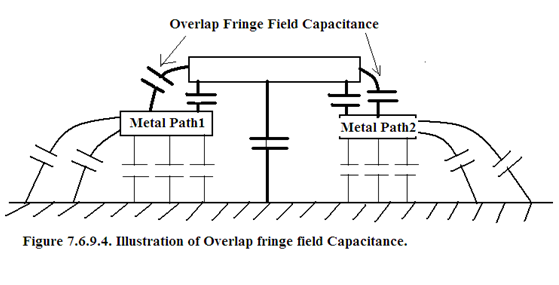 Overlap Fringe Field Capacitance
Metal Path1
Metal Path2
Figure 7.6.9.4. Illustration of Overlap fringe field Capacitance.